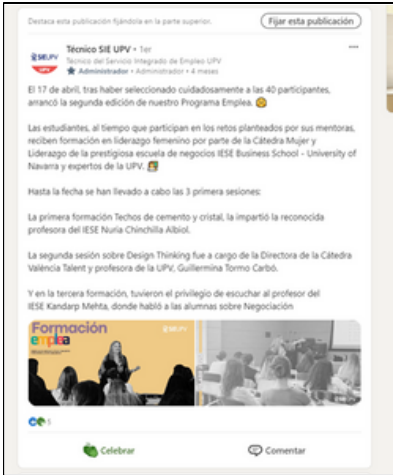 Destaca esta publicación fijándola en la parte superior.
Fijar esta publicación
SIEUPV
UPV
Técnico SIE UPV • 1er
Técnico del Servicio Integrado de Empleo UPV
Administrador • Administrador • 4 meses
El 17 de abril, tras haber seleccionado cuidadosamente a las 40 participantes,
arrancó la segunda edición de nuestro Programa Emplea.
Las estudiantes, al tiempo que participan en los retos planteados por sus mentoras,
reciben formación en liderazgo femenino por parte de la Cátedra Mujer y
Liderazgo de la prestigiosa escuela de negocios IESE Business School - University of
Navarra y expertos de la UPV.
Hasta la fecha se han llevado a cabo las 3 primera sesiones:
La primera formación Techos de cemento y cristal, la impartió la reconocida
profesora del IESE Nuria Chinchilla Albiol.
La segunda sesión sobre Design Thinking fue a cargo de la Directora de la Cátedra
València Talent y profesora de la UPV, Guillermina Tormo Carbó.
Y en la tercera formación, tuvieron el privilegio de escuchar al profesor del
IESE Kandarp Mehta, donde habló a las alumnas sobre Negociación
Formación
emplea
SIEUPV
5
Celebrar
Comentar